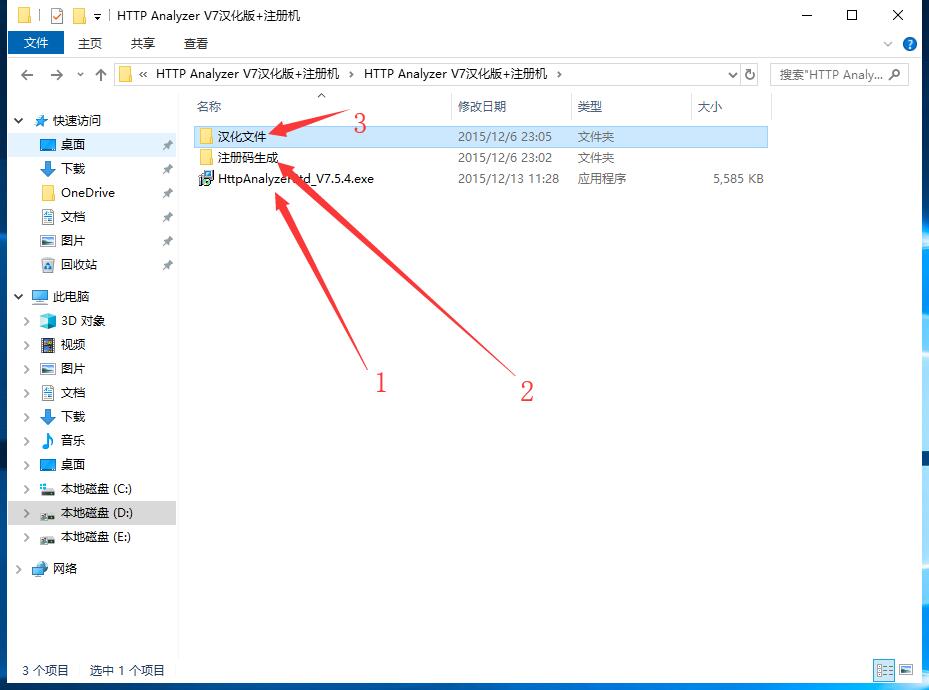 HTTP Analyzer V7汉化版+注册机
文件 主页 共享 查看
« HTTP Analyzer V7汉化版+注册机 › HTTP Analyzer V7汉化版+注册机 › 搜索"HTTP Analy...
名称 修改日期 类型 大小
汉化文件 2015/12/6 23:05 文件夹
注册码生成 2015/12/6 23:02 文件夹
2015/12/13 11:28 应用程序 5,585 KB
3
1
2
快速访问
桌面
下载
OneDrive
文档
图片
回收站
此电脑
3D 对象
视频
图片
文档
下载
音乐
桌面
本地磁盘 (C:)
本地磁盘 (D:)
本地磁盘 (E:)
网络
3 个项目 选中 1 个项目